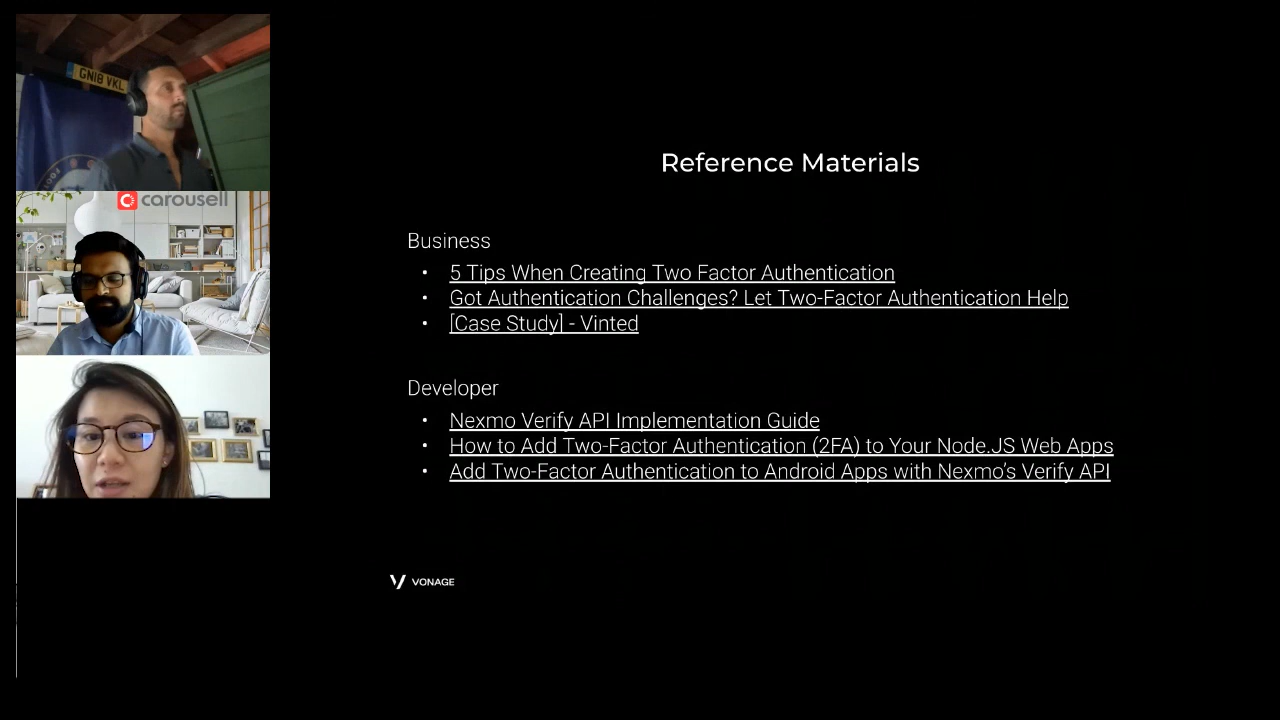 GN18 VKL
carousell
Reference Materials
Business
• 5 Tips When Creating Two Factor Authentication
• Got Authentication Challenges? Let Two-Factor Authentication Help
• [Case Study] - Vinted
Developer
• Nexmo Verify API Implementation Guide
• How to Add Two-Factor Authentication (2FA) to Your Node.JS Web Apps
• Add Two-Factor Authentication to Android Apps with Nexmo’s Verify API
VONAGE